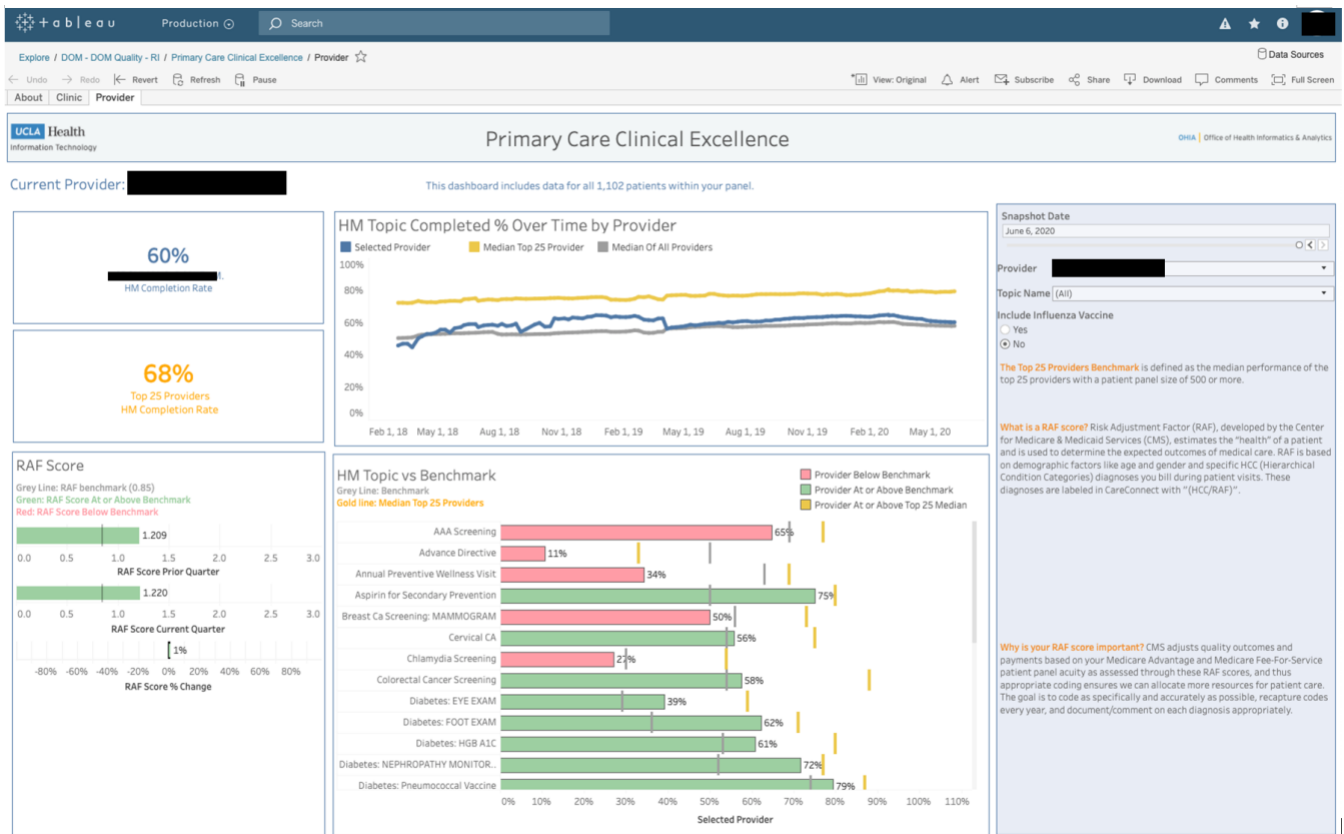 + a b l e a u
Production
Search
Explore / DOM - DOM Quality - RI / Primary Care Clinical Excellence / Provider
Data Sources
Undo Redo Revert Refresh Pause
View: Original Alert Subscribe Share Download Comments Full Screen
About Clinic Provider
UCLA Health
Information Technology
Primary Care Clinical Excellence
OHIA | Office of Health Informatics & Analytics
Current Provider:
This dashboard includes data for all 1,102 patients within your panel.
60%
HM Completion Rate
68%
Top 25 Providers
HM Completion Rate
HM Topic Completed % Over Time by Provider
Selected Provider Median Top 25 Provider Median Of All Providers
100%
80%
60%
40%
20%
0%
Feb 1, 18 May 1, 18 Aug 1, 18 Nov 1, 18 Feb 1, 19 May 1, 19 Aug 1, 19 Nov 1, 19 Feb 1, 20 May 1, 20
Snapshot Date
June 6, 2020
Provider
Topic Name (All)
Include Influenza Vaccine
Yes
No
The Top 25 Providers Benchmark is defined as the median performance of the
top 25 providers with a patient panel size of 500 or more.
What is a RAF score? Risk Adjustment Factor (RAF), developed by the Center
for Medicare & Medicaid Services (CMS), estimates the "health" of a patient
and is used to determine the expected outcomes of medical care. RAF is based
on demographic factors like age and gender and specific HCC (Hierarchical
Condition Categories) diagnoses you bill during patient visits. These
diagnoses are labeled in CareConnect with "(HCC/RAF)".
Why is your RAF score important? CMS adjusts quality outcomes and
payments based on your Medicare Advantage and Medicare Fee-For-Service
patient panel acuity as assessed through these RAF scores, and thus
appropriate coding ensures we can allocate more resources for patient care.
The goal is to code as specifically and accurately as possible, recapture codes
every year, and document/comment on each diagnosis appropriately.
RAF Score
Grey Line: RAF benchmark (0.85)
Green: RAF Score At or Above Benchmark
Red: RAF Score Below Benchmark
1.209
0.0 0.5 1.0 1.5 2.0 2.5 3.0
RAF Score Prior Quarter
1.220
0.0 0.5 1.0 1.5 2.0 2.5 3.0
RAF Score Current Quarter
1%
-80% -60% -40% -20% 0% 20% 40% 60% 80%
RAF Score % Change
HM Topic vs Benchmark
Grey Line: Benchmark
Gold line: Median Top 25 Providers
Provider Below Benchmark
Provider At or Above Benchmark
Provider At or Above Top 25 Median
AAA Screening 65%
Advance Directive 11%
Annual Preventive Wellness Visit 34%
Aspirin for Secondary Prevention 75%
Breast Ca Screening: MAMMOGRAM 50%
Cervical CA 56%
Chlamydia Screening 27%
Colorectal Cancer Screening 58%
Diabetes: EYE EXAM 39%
Diabetes: FOOT EXAM 62%
Diabetes: HGB A1C 61%
Diabetes: NEPHROPATHY MONITOR.. 72%
Diabetes: Pneumococcal Vaccine 79%
0% 10% 20% 30% 40% 50% 60% 70% 80% 90% 100% 110%
Selected Provider